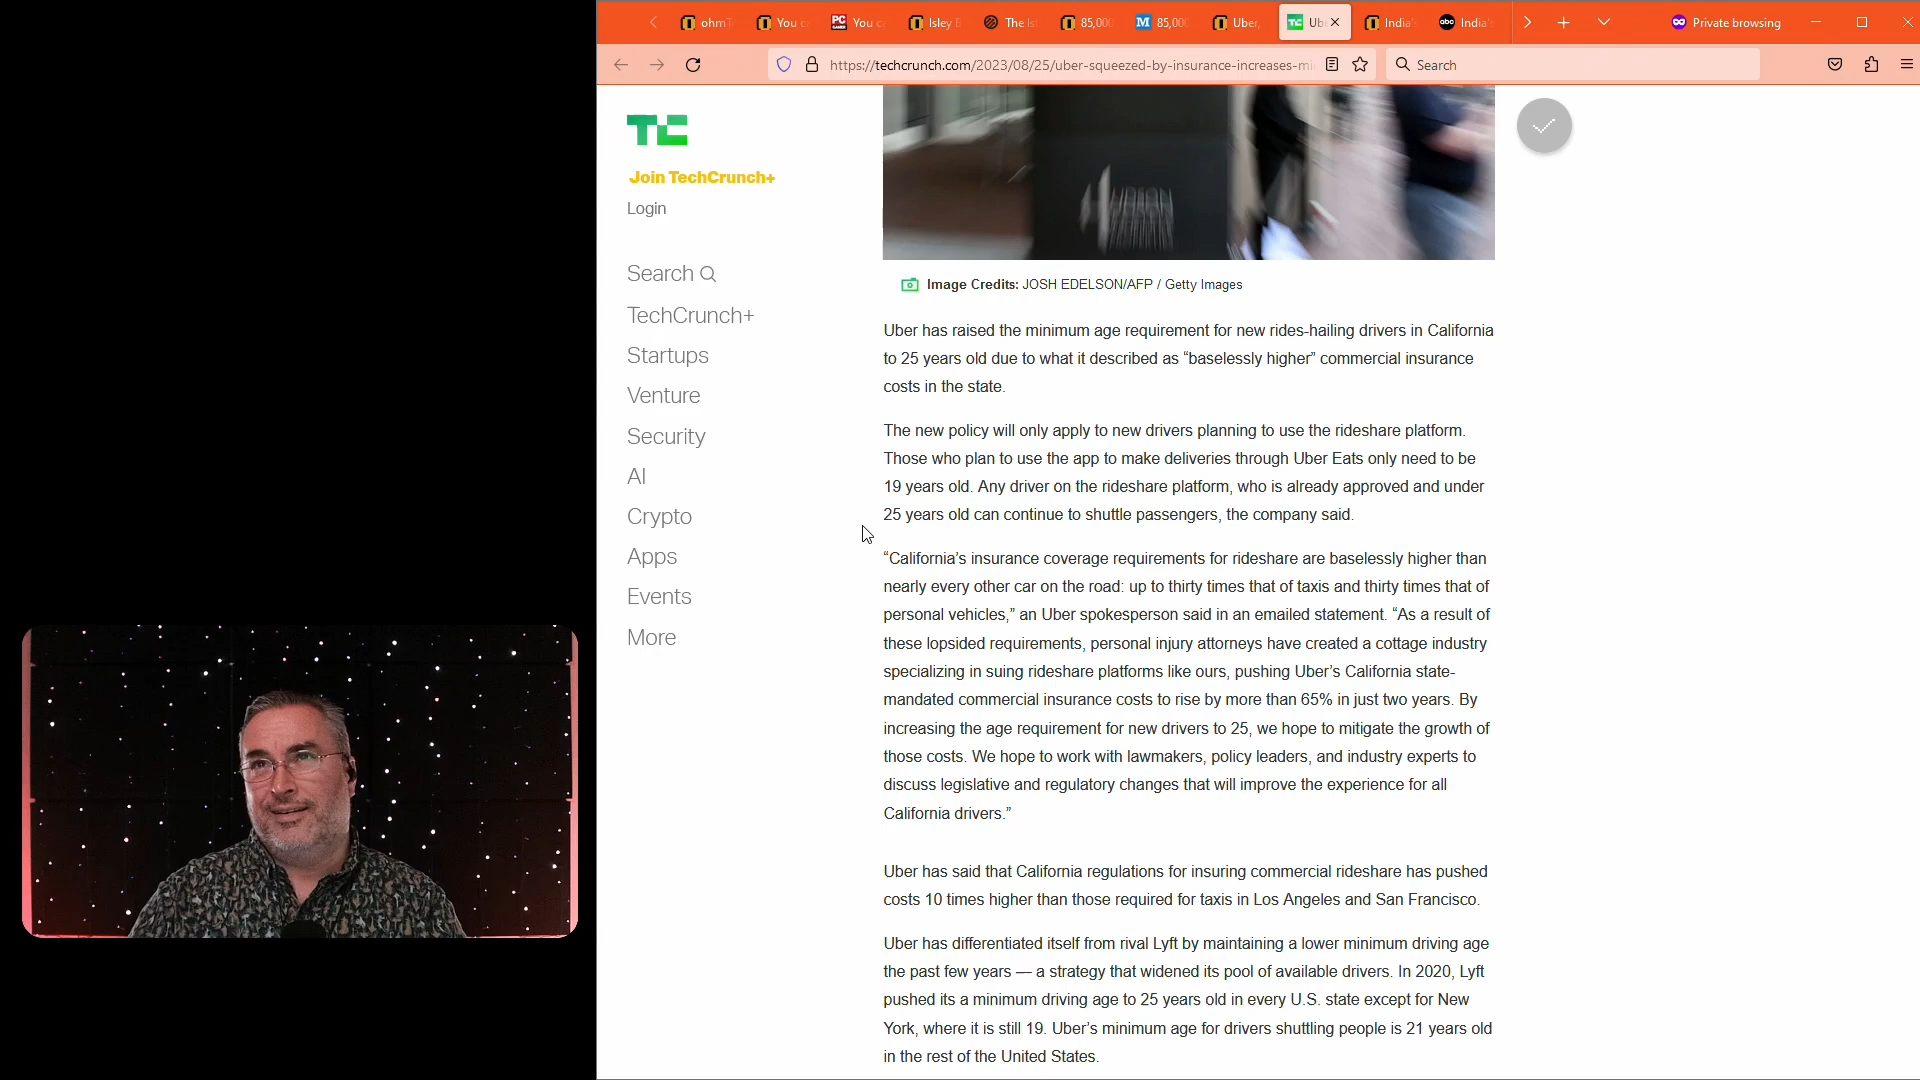 ohmT
You c
PC
GAMER
You c
Isley B
The Is
85,000
M
85,000
Uber,
TC
Ub
India'
abc
India'
Private browsing
https://techcrunch.com/2023/08/25/uber-squeezed-by-insurance-increases-mi
Search
TC
Join TechCrunch+
Login
Search
TechCrunch+
Startups
Venture
Security
AI
Crypto
Apps
Events
More
Image Credits: JOSH EDELSON/AFP / Getty Images
Uber has raised the minimum age requirement for new rides-hailing drivers in California
to 25 years old due to what it described as “baselessly higher” commercial insurance
costs in the state.
The new policy will only apply to new drivers planning to use the rideshare platform.
Those who plan to use the app to make deliveries through Uber Eats only need to be
19 years old. Any driver on the rideshare platform, who is already approved and under
25 years old can continue to shuttle passengers, the company said.
“California’s insurance coverage requirements for rideshare are baselessly higher than
nearly every other car on the road: up to thirty times that of taxis and thirty times that of
personal vehicles,” an Uber spokesperson said in an emailed statement. “As a result of
these lopsided requirements, personal injury attorneys have created a cottage industry
specializing in suing rideshare platforms like ours, pushing Uber’s California state-
mandated commercial insurance costs to rise by more than 65% in just two years. By
increasing the age requirement for new drivers to 25, we hope to mitigate the growth of
those costs. We hope to work with lawmakers, policy leaders, and industry experts to
discuss legislative and regulatory changes that will improve the experience for all
California drivers.”
Uber has said that California regulations for insuring commercial rideshare has pushed
costs 10 times higher than those required for taxis in Los Angeles and San Francisco.
Uber has differentiated itself from rival Lyft by maintaining a lower minimum driving age
the past few years — a strategy that widened its pool of available drivers. In 2020, Lyft
pushed its a minimum driving age to 25 years old in every U.S. state except for New
York, where it is still 19. Uber’s minimum age for drivers shuttling people is 21 years old
in the rest of the United States.